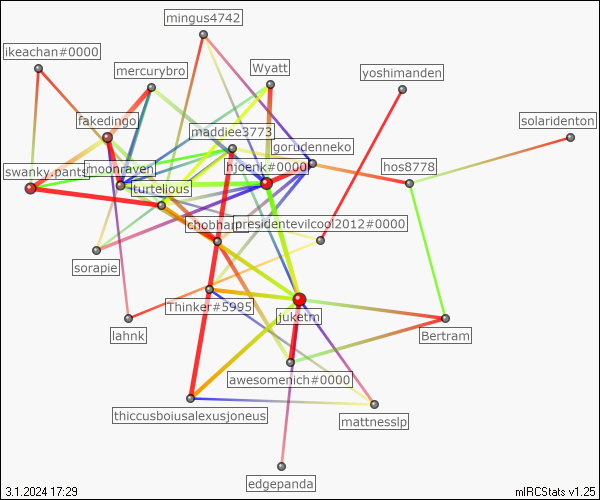 mingus4742
ikeachan#0000
mercurybro
Wyatt
yoshimanden
solaridenton
fakedingo
maddiee3773
gorudenneko
swanky.pants
moonraven
hjoenk#0000
hos8778
turtelious
presidentevilcool2012#0000
sorapie
Thinker#5995
juketm
lahnk
Bertram
awesomenich#0000
thiccusboiusalexusjoneus
mattnesslp
edgepanda
3.1.2024 17:29
mIRCStats v1.25